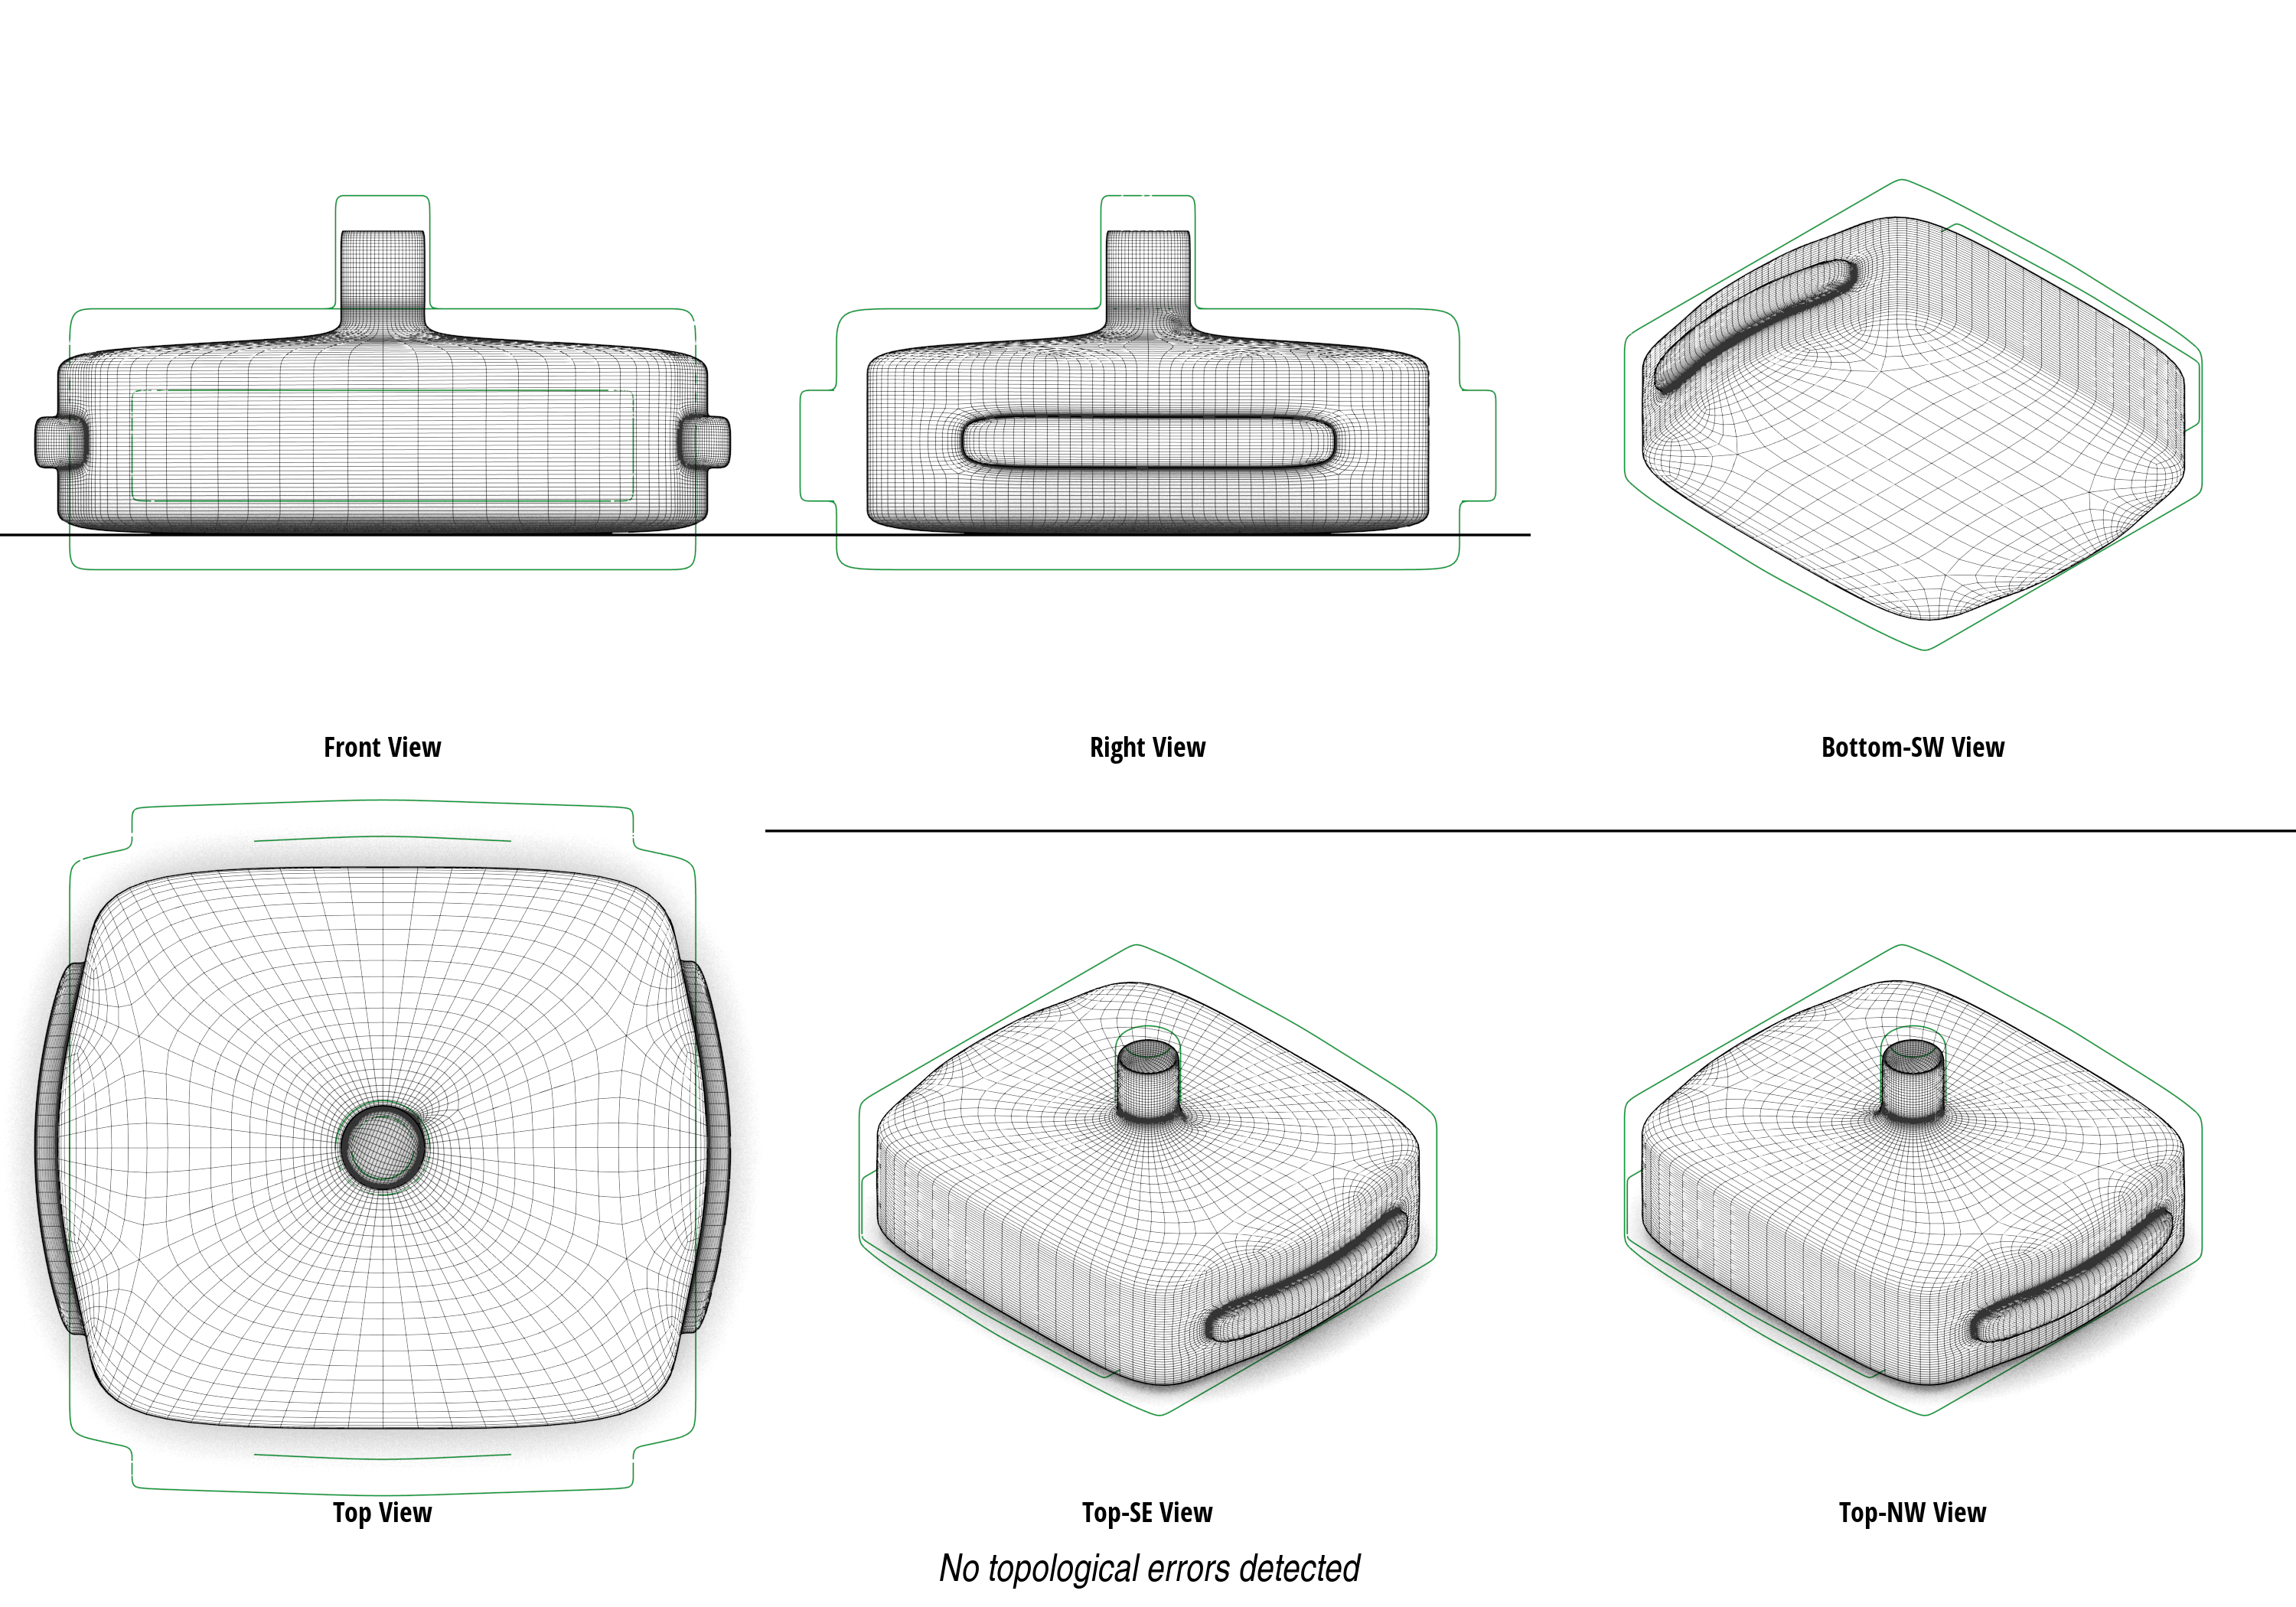 Front View
Right View
Bottom-SW View
Top View
Top-SE View
Top-NW View
No topological errors detected